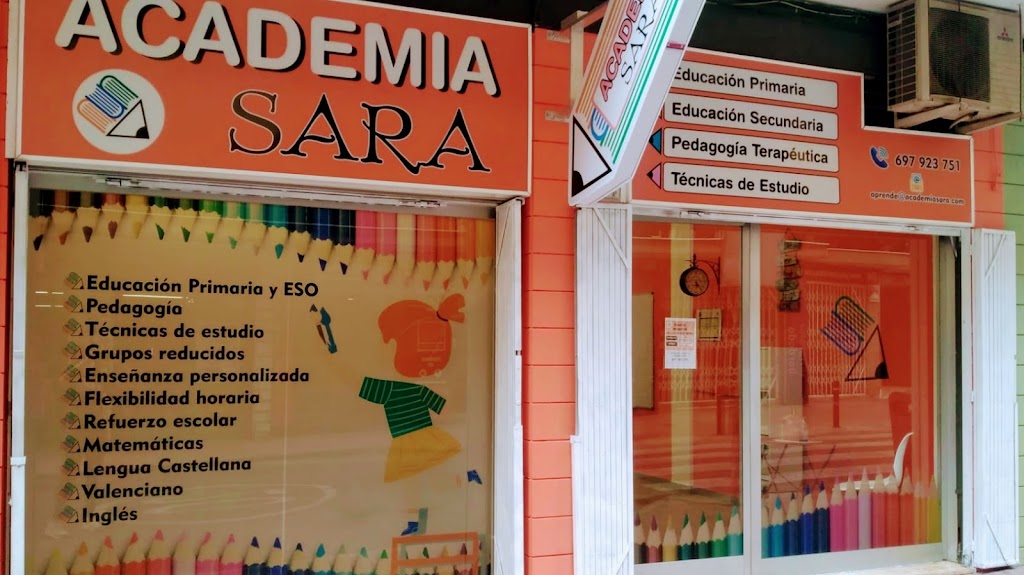 ACADEMIA
SARA
ACADE
SARA
Educación Primaria
Educación Secundaria
Pedagogía Terapéutica
Técnicas de Estudio
697 923 751
aprende@academiasara.com
Educación Primaria y ESO
Pedagogía
Técnicas de estudio
Grupos reducidos
Enseñanza personalizada
Flexibilidad horaria
Refuerzo escolar
Matemáticas
Lengua Castellana
Valenciano
Inglés